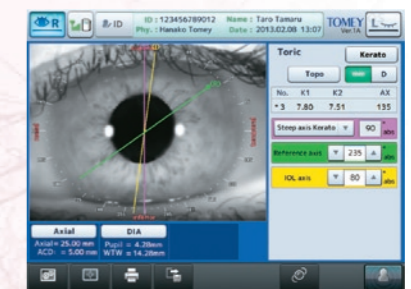 R
ID
ID : 123456789012 Name : Taro Tamaru
Phy. : Hanako Tomey Date : 2013.02.08 13:07
TOMEY
Ver.1A
L
Toric
Kerato
Topo
D
No. K1 K2 AX
*3 7.80 7.51 135
Steep axis Kerato 90 ° abs
Reference axis 235 ° abs
IOL axis 80 ° abs
Axial
DIA
Axial = 25.00 mm
ACD : = 5.00 mm
Pupil = 4.28mm
WTW = 14.28mm